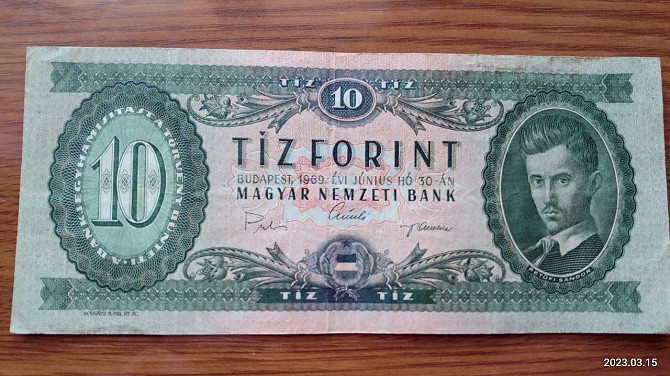 TÍZ 10 TÍZ
10
TÍZ FORINT
BUDAPEST, 1969. ÉVI JÚNIUS HÓ 30-ÁN
MAGYAR NEMZETI BANK
PETŐFI SÁNDOR
TÍZ TÍZ
2023.03.15